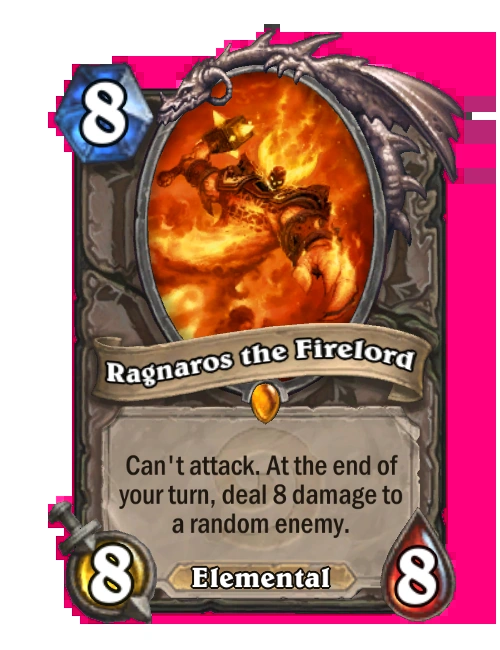 8
Ragnaros the Firelord
Can't attack. At the end of
your turn, deal 8 damage to
a random enemy.
8
Elemental
8